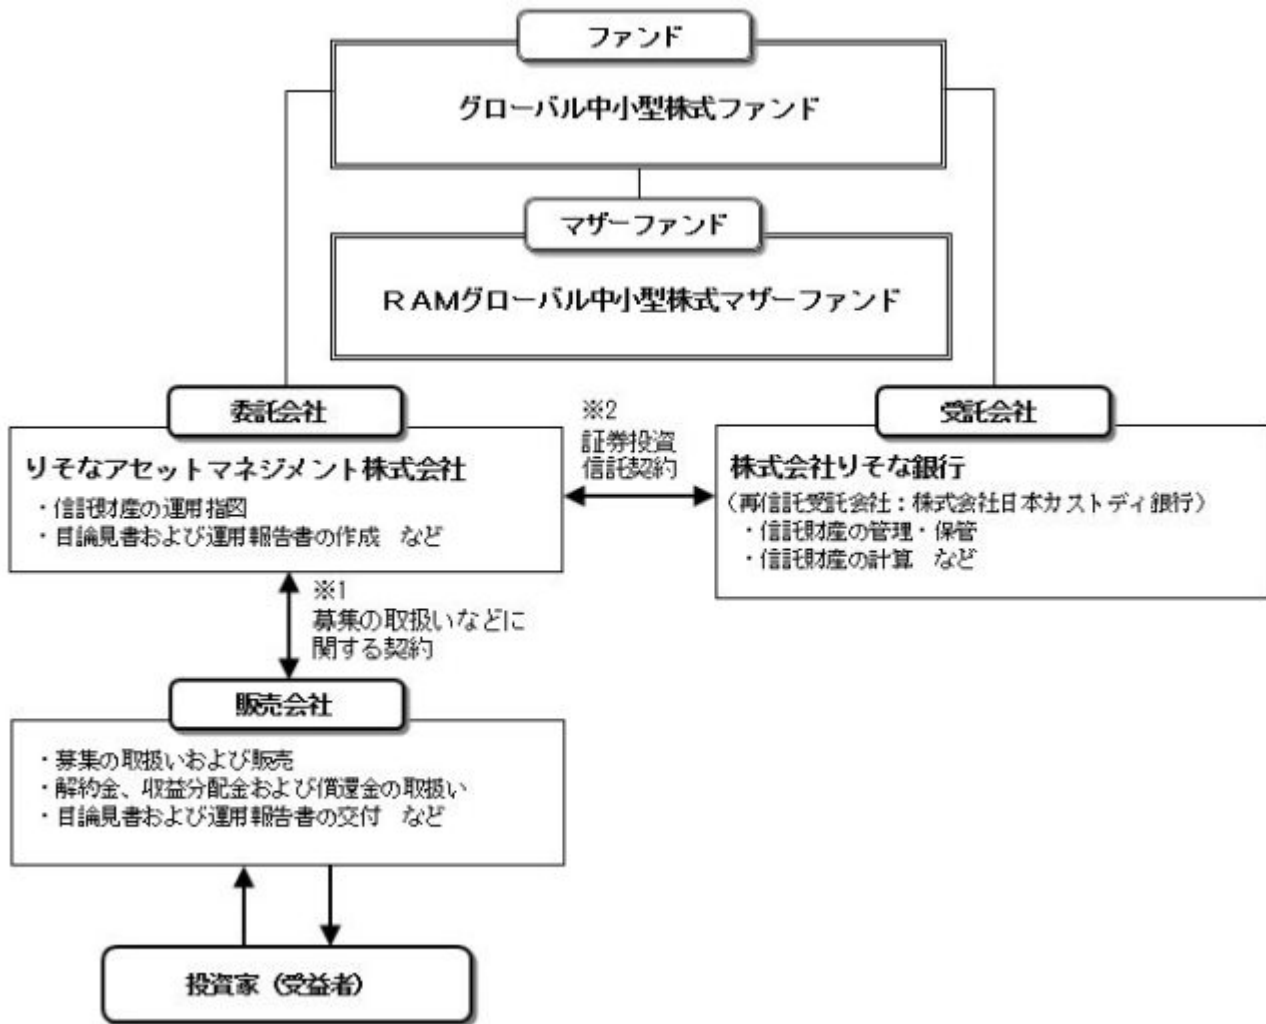 ファンド
グローバル中小型株式ファンド
マザーファンド
RAMグローバル中小型株式マザーファンド
委託会社
りそなアセットマネジメント株式会社
・信託財産の運用指図
・目論見書および運用報告書の作成　など
※2
証券投資
信託契約
受託会社
株式会社りそな銀行
（再信託受託会社：株式会社日本カストディ銀行）
・信託財産の管理・保管
・信託財産の計算　など
※1
募集の取扱いなどに
関する契約
販売会社
・募集の取扱いおよび販売
・解約金、収益分配金および償還金の取扱い
・目論見書および運用報告書の交付　など
投資家（受益者）